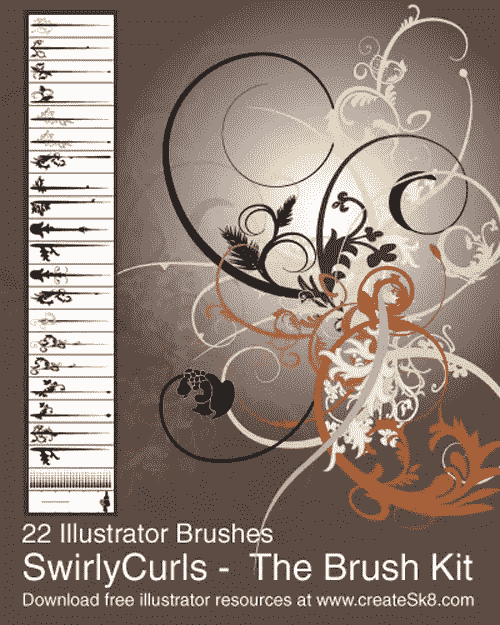 22 Illustrator Brushes
SwirlyCurls - The Brush Kit
Download free illustrator resources at www.createSk8.com